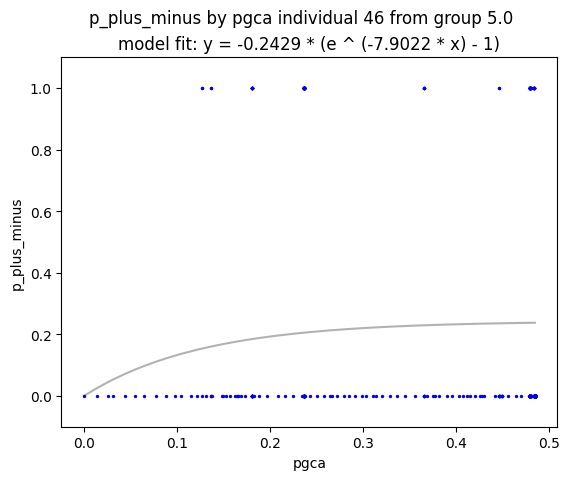 p_plus_minus by pgca individual 46 from group 5.0
model fit: y = -0.2429 * (e ^ (-7.9022 * x) - 1)
1.0
0.8
0.6
0.4
0.2
0.0
p_plus_minus
0.0 0.1 0.2 0.3 0.4 0.5
pgca